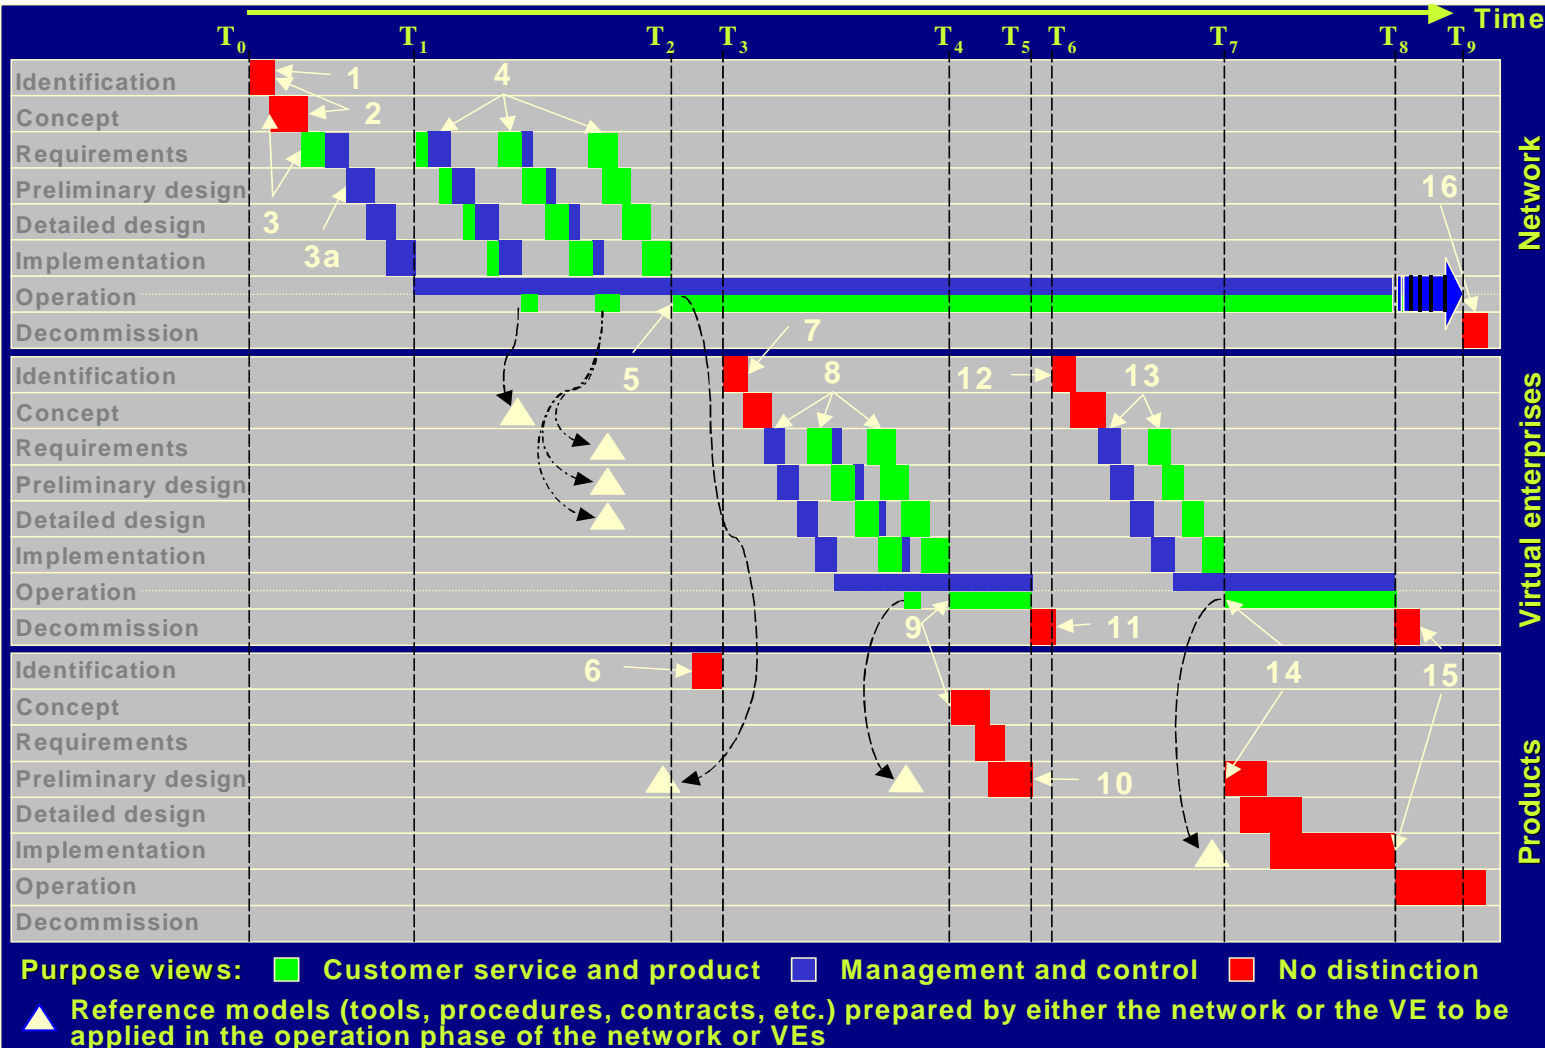 Time
T0 T1 T2 T3 T4 T5 T6 T7 T8 T9
Identification
Concept
Requirements
Preliminary design
Detailed design
Implementation
Operation
Decommission
1
2
3
3a
4
5
16
Network
Identification
Concept
Requirements
Preliminary design
Detailed design
Implementation
Operation
Decommission
7
8
9
11
12
13
Virtual enterprises
Identification
Concept
Requirements
Preliminary design
Detailed design
Implementation
Operation
Decommission
6
10
14
15
Products
Purpose views: Customer service and product Management and control No distinction
Reference models (tools, procedures, contracts, etc.) prepared by either the network or the VE to be
applied in the operation phase of the network or VEs